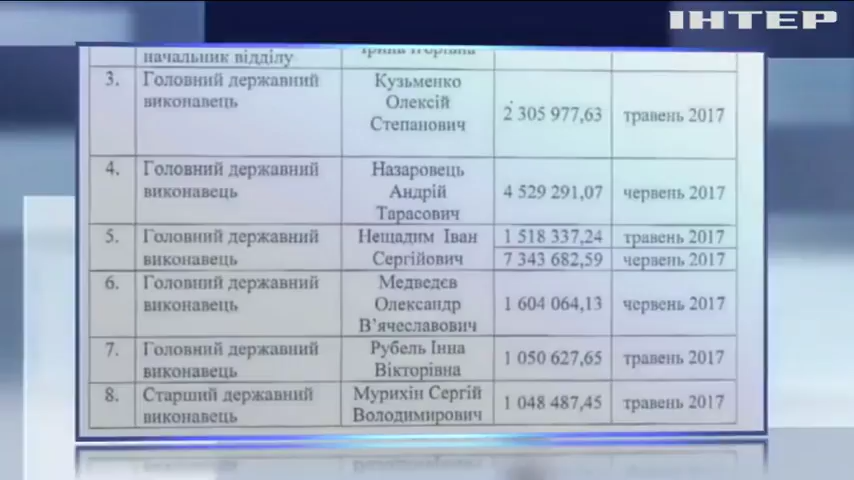 ІНТЕР
начальник відділу
3. Головний державний Кузьменко
виконавець Олексій 2 305 977,63 травень 2017
Степанович
4. Головний державний Назаровець
виконавець Андрій 4 529 291,07 червень 2017
Тарасович
5. Головний державний Нещадим Іван 1 518 337,24 травень 2017
виконавець Сергійович 7 343 682,59 червень 2017
6. Головний державний Медведєв
виконавець Олександр 1 604 064,13 червень 2017
В’ячеславович
7. Головний державний Рубель Інна 1 050 627,65 травень 2017
виконавець Вікторівна
8. Старший державний Мурихін Сергій 1 048 487,45 травень 2017
виконавець Володимирович